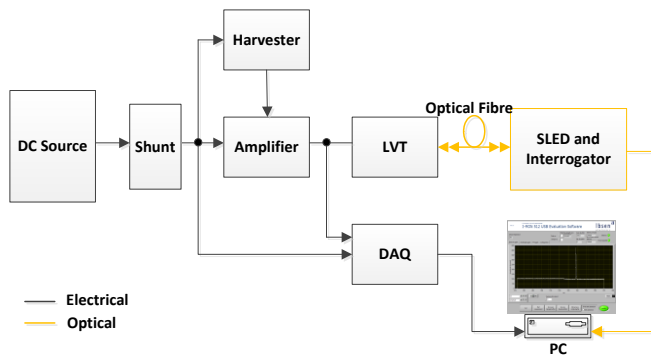 Harvester
DC Source
Shunt
Amplifier
LVT
Optical Fibre
SLED and
Interrogator
DAQ
Electrical
Optical
PC